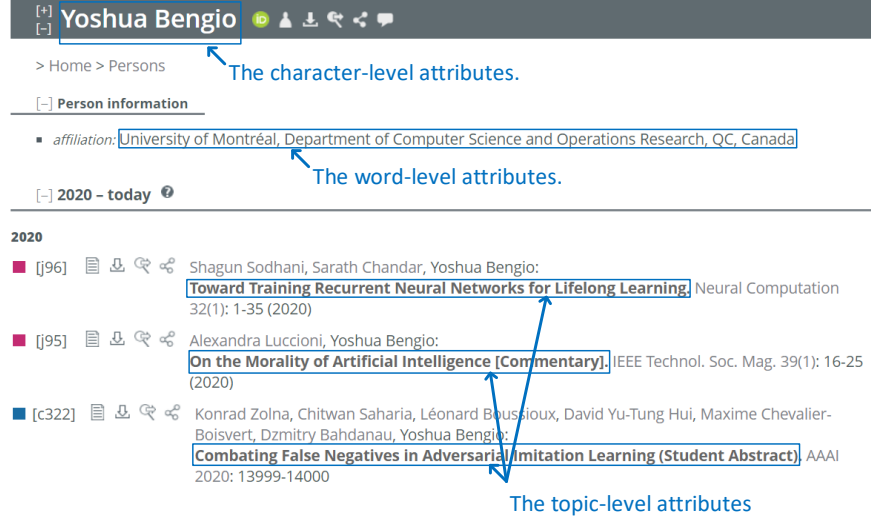 [+]
[–]
Yoshua Bengio
The character-level attributes.
> Home > Persons
[–] Person information
affiliation: University of Montréal, Department of Computer Science and Operations Research, QC, Canada
The word-level attributes.
[–] 2020 – today ?
2020
[j96] Shagun Sodhani, Sarath Chandar, Yoshua Bengio:
Toward Training Recurrent Neural Networks for Lifelong Learning. Neural Computation
32(1): 1-35 (2020)
[j95] Alexandra Luccioni, Yoshua Bengio:
On the Morality of Artificial Intelligence [Commentary]. IEEE Technol. Soc. Mag. 39(1): 16-25
(2020)
[c322] Konrad Zolna, Chitwan Saharia, Léonard Boussioux, David Yu-Tung Hui, Maxime Chevalier-
Boisvert, Dzmitry Bahdanau, Yoshua Bengio:
Combating False Negatives in Adversarial Imitation Learning (Student Abstract). AAAI
2020: 13999-14000
The topic-level attributes